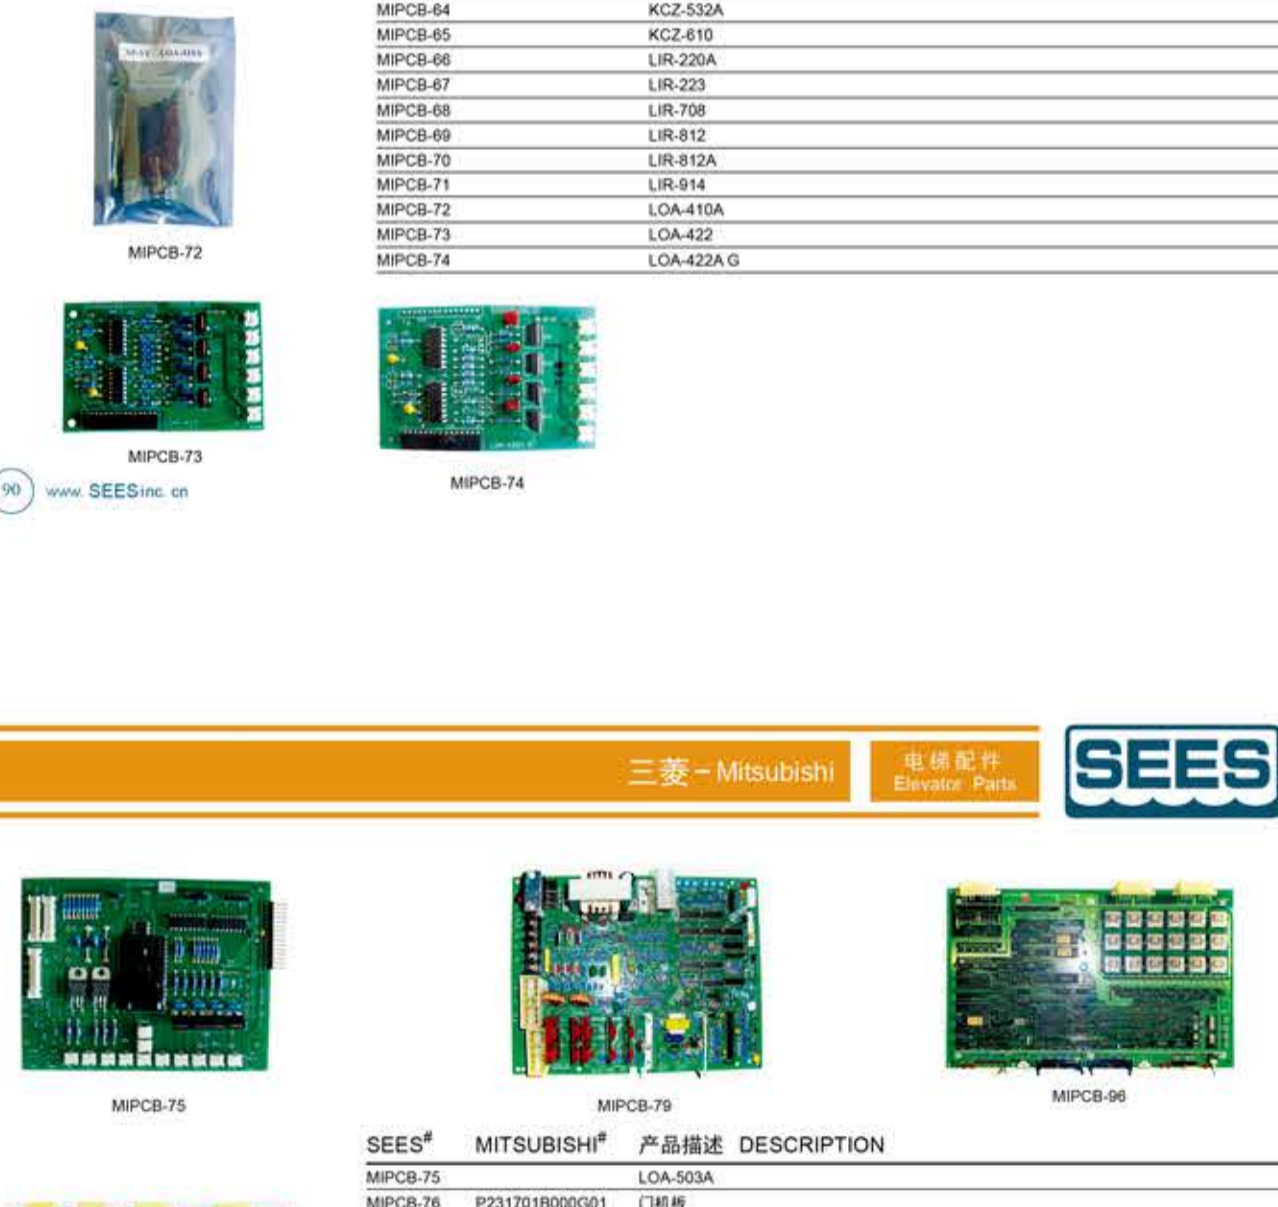 MIPCB-64 KCZ-532A
MIPCB-65 KCZ-610
MIPCB-66 LIR-220A
MIPCB-67 LIR-223
MIPCB-68 LIR-708
MIPCB-69 LIR-812
MIPCB-70 LIR-812A
MIPCB-71 LIR-914
MIPCB-72 LOA-410A
MIPCB-73 LOA-422
MIPCB-74 LOA-422A G
MIPCB-72
MIPCB-73
MIPCB-74
90 www.SEESinc.cn
三菱-Mitsubishi
电梯配件
Elevator Parts
SEES
MIPCB-75
MIPCB-79
MIPCB-96
SEES# MITSUBISHI# 产品描述 DESCRIPTION
MIPCB-75 LOA-503A
MIPCB-76 P231701B000G01 门机板